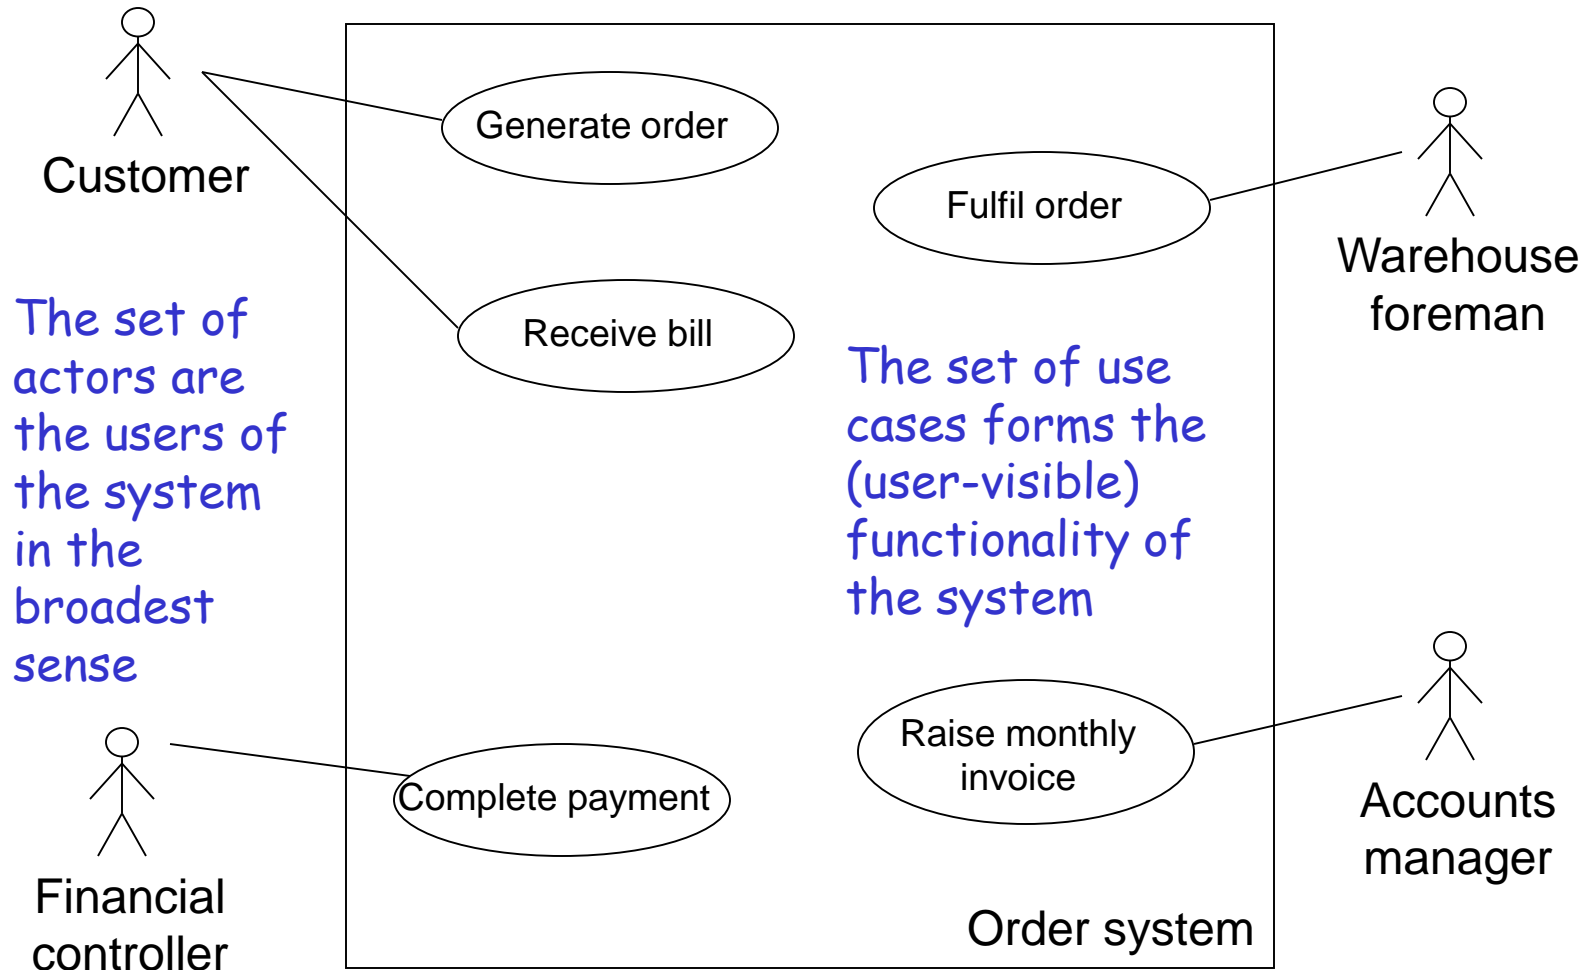 Customer
Generate order
Fulfil order
Warehouse
foreman
Receive bill
The set of
actors are
the users of
the system
in the
broadest
sense
The set of use
cases forms the
(user-visible)
functionality of
the system
Complete payment
Raise monthly
invoice
Accounts
manager
Financial
controller
Order system